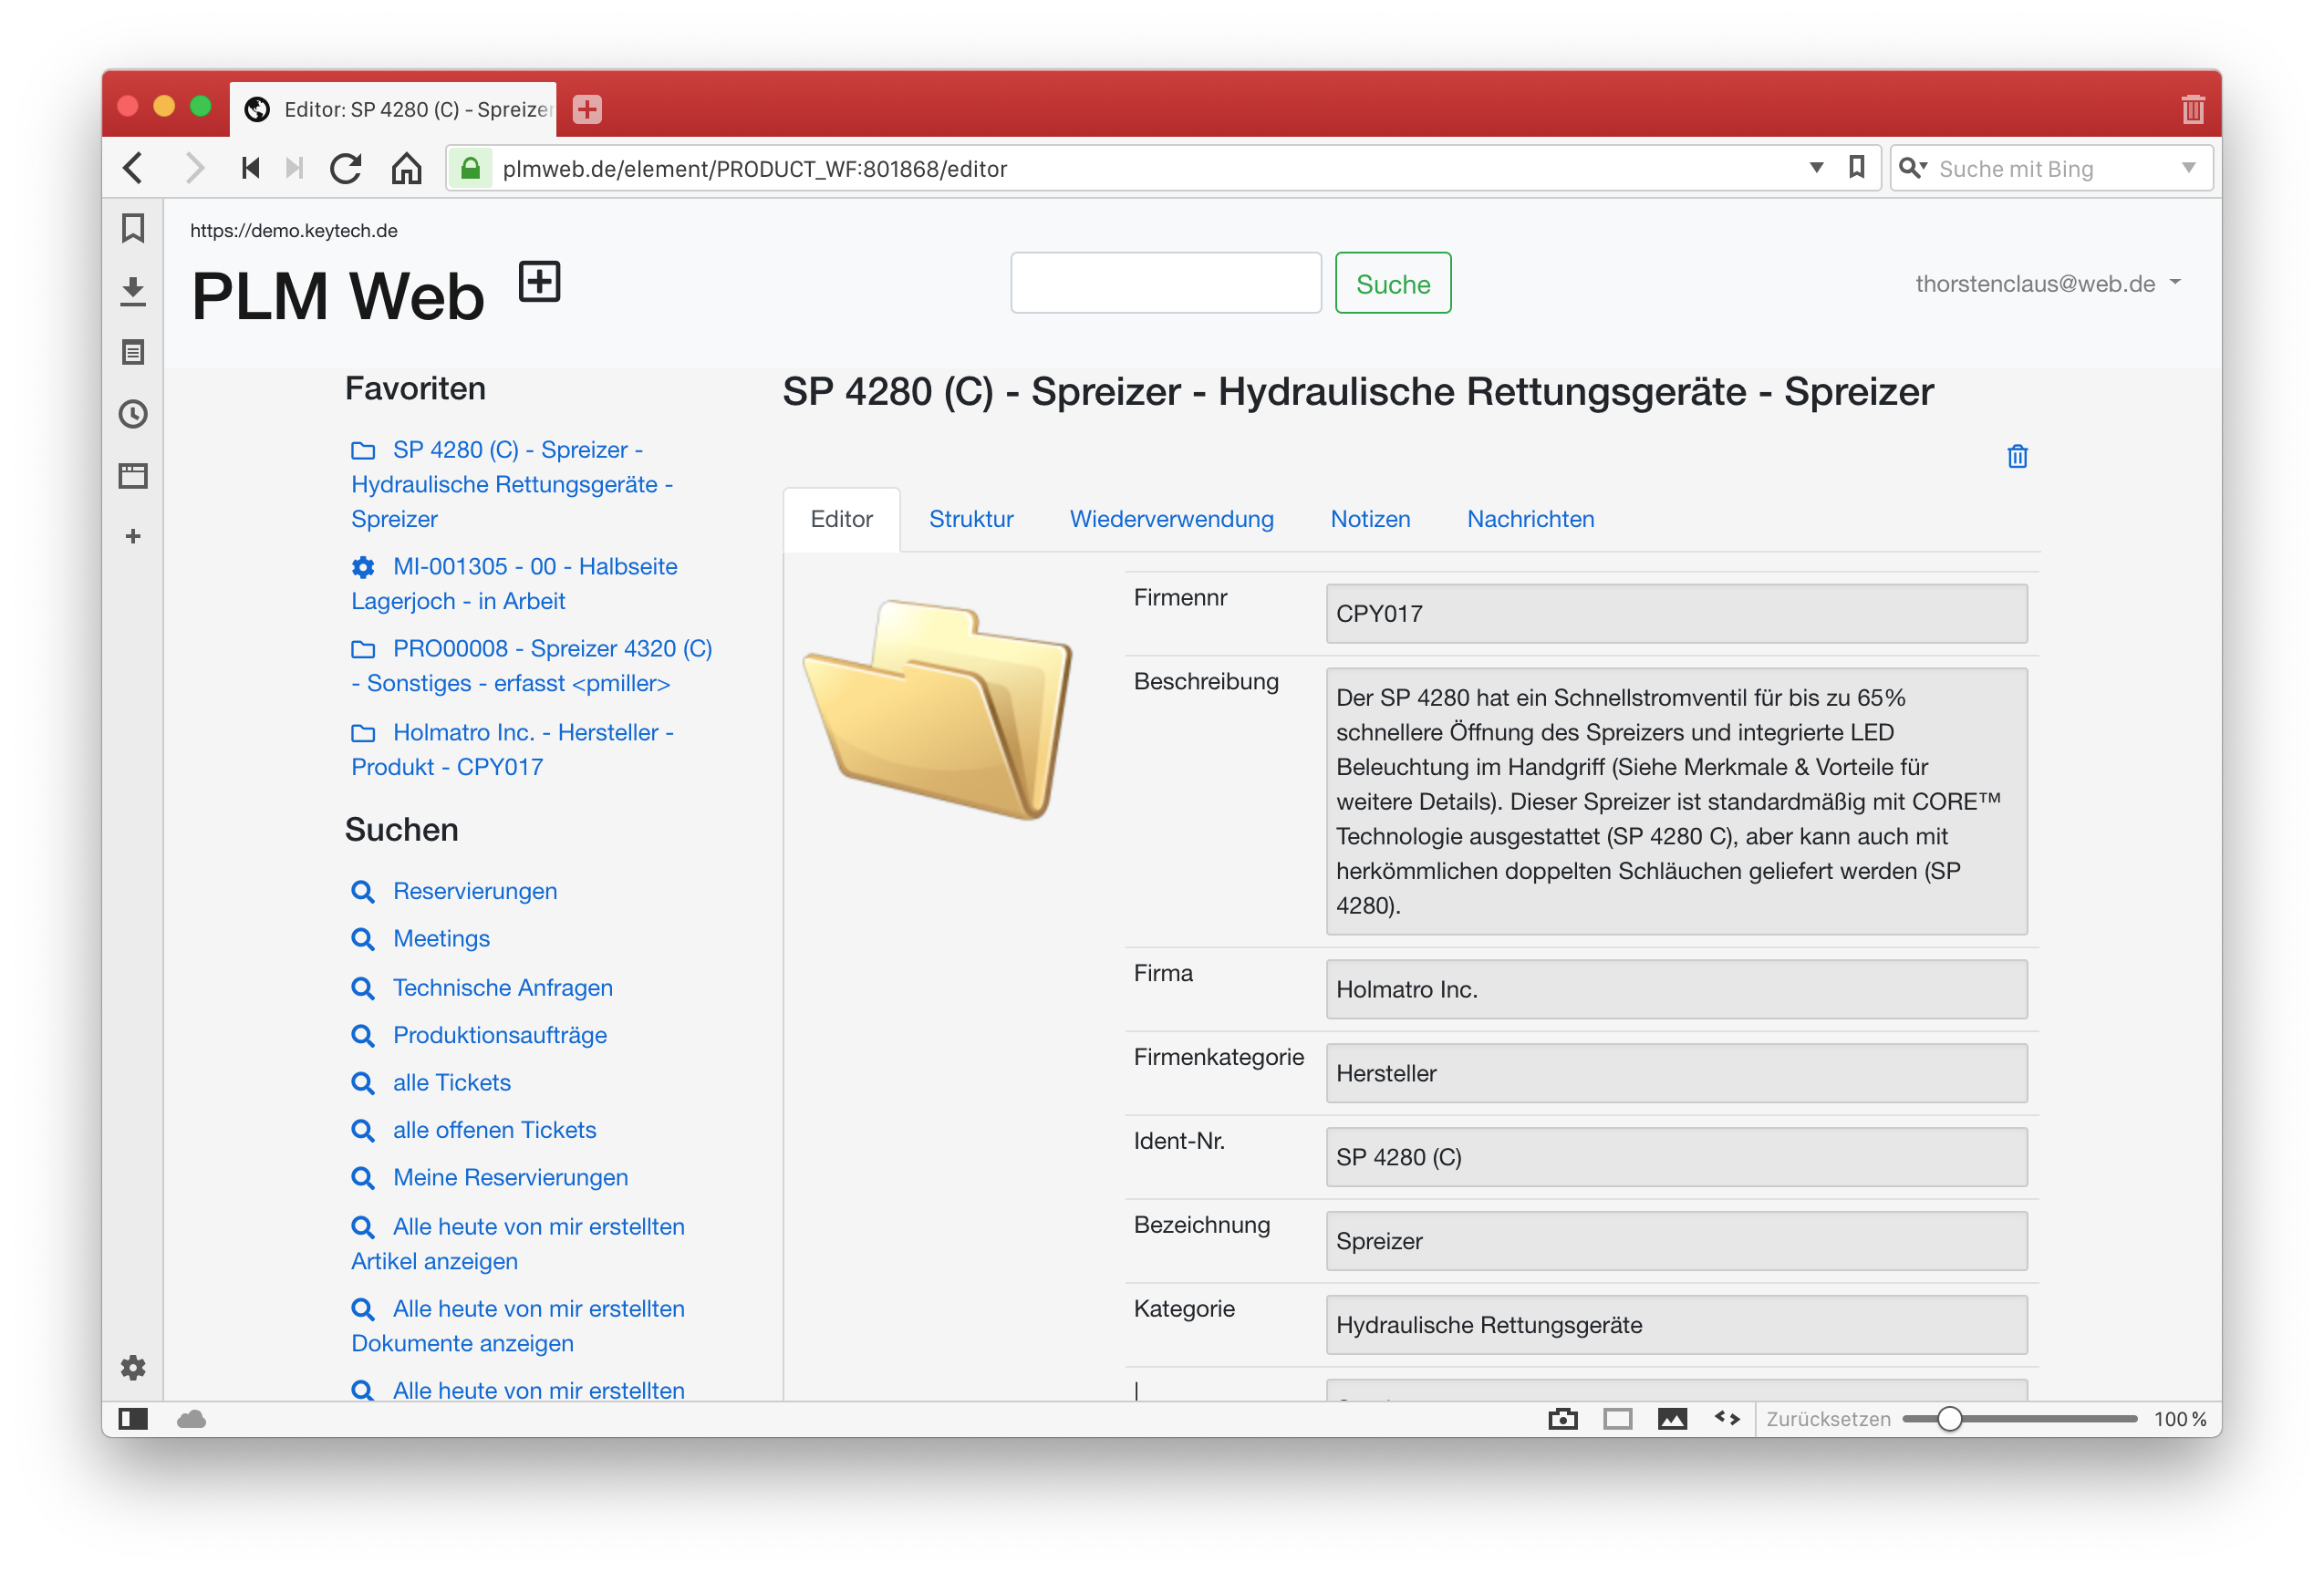 Editor: SP 4280 (C) - Spreizer
plmweb.de/element/PRODUCT_WF:801868/editor
Suche mit Bing
https://demo.keytech.de
PLM Web
Suche
thorstenclaus@web.de
Favoriten
SP 4280 (C) - Spreizer -
Hydraulische Rettungsgeräte -
Spreizer
MI-001305 - 00 - Halbseite
Lagerjoch - in Arbeit
PRO00008 - Spreizer 4320 (C)
- Sonstiges - erfasst <pmiller>
Holmatro Inc. - Hersteller -
Produkt - CPY017
Suchen
Reservierungen
Meetings
Technische Anfragen
Produktionsaufträge
alle Tickets
alle offenen Tickets
Meine Reservierungen
Alle heute von mir erstellten
Artikel anzeigen
Alle heute von mir erstellten
Dokumente anzeigen
Alle heute von mir erstellten
SP 4280 (C) - Spreizer - Hydraulische Rettungsgeräte - Spreizer
Editor
Struktur
Wiederverwendung
Notizen
Nachrichten
Firmennr
CPY017
Beschreibung
Der SP 4280 hat ein Schnellstromventil für bis zu 65%
schnellere Öffnung des Spreizers und integrierte LED
Beleuchtung im Handgriff (Siehe Merkmale & Vorteile für
weitere Details). Dieser Spreizer ist standardmäßig mit CORE™
Technologie ausgestattet (SP 4280 C), aber kann auch mit
herkömmlichen doppelten Schläuchen geliefert werden (SP
4280).
Firma
Holmatro Inc.
Firmenkategorie
Hersteller
Ident-Nr.
SP 4280 (C)
Bezeichnung
Spreizer
Kategorie
Hydraulische Rettungsgeräte
Zurücksetzen
100 %